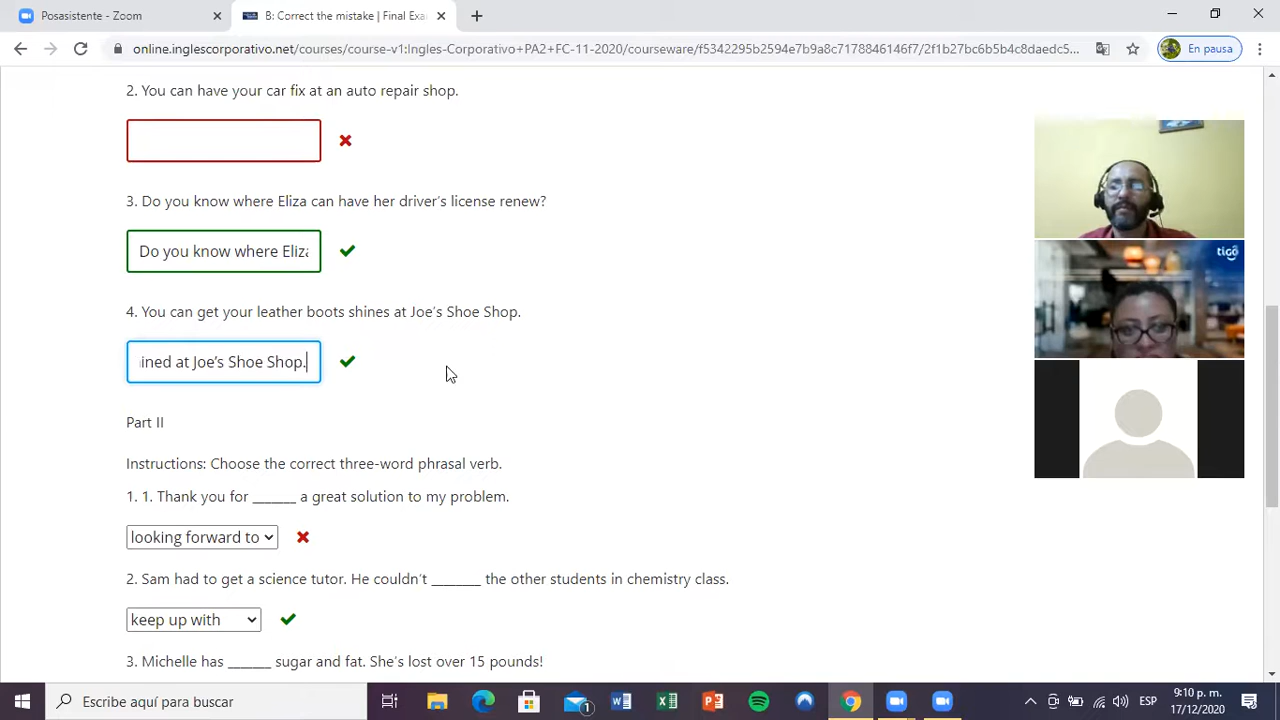 Posasistente - Zoom
B: Correct the mistake | Final Exa
online.inglescorporativo.net/courses/course-v1:Ingles-Corporativo+PA2+FC-11-2020/courseware/f5342295b2594e7b9a8c7178846146f7/2f1b27bc6b5b4c8daedc5...
En pausa
2. You can have your car fix at an auto repair shop.
3. Do you know where Eliza can have her driver's license renew?
Do you know where Eliza
4. You can get your leather boots shines at Joe's Shoe Shop.
ined at Joe's Shoe Shop.
Part II
Instructions: Choose the correct three-word phrasal verb.
1. 1. Thank you for ______ a great solution to my problem.
looking forward to
2. Sam had to get a science tutor. He couldn't _______ the other students in chemistry class.
keep up with
3. Michelle has ______ sugar and fat. She's lost over 15 pounds!
tigo
Escribe aquí para buscar
1
ESP
9:10 p. m.
17/12/2020